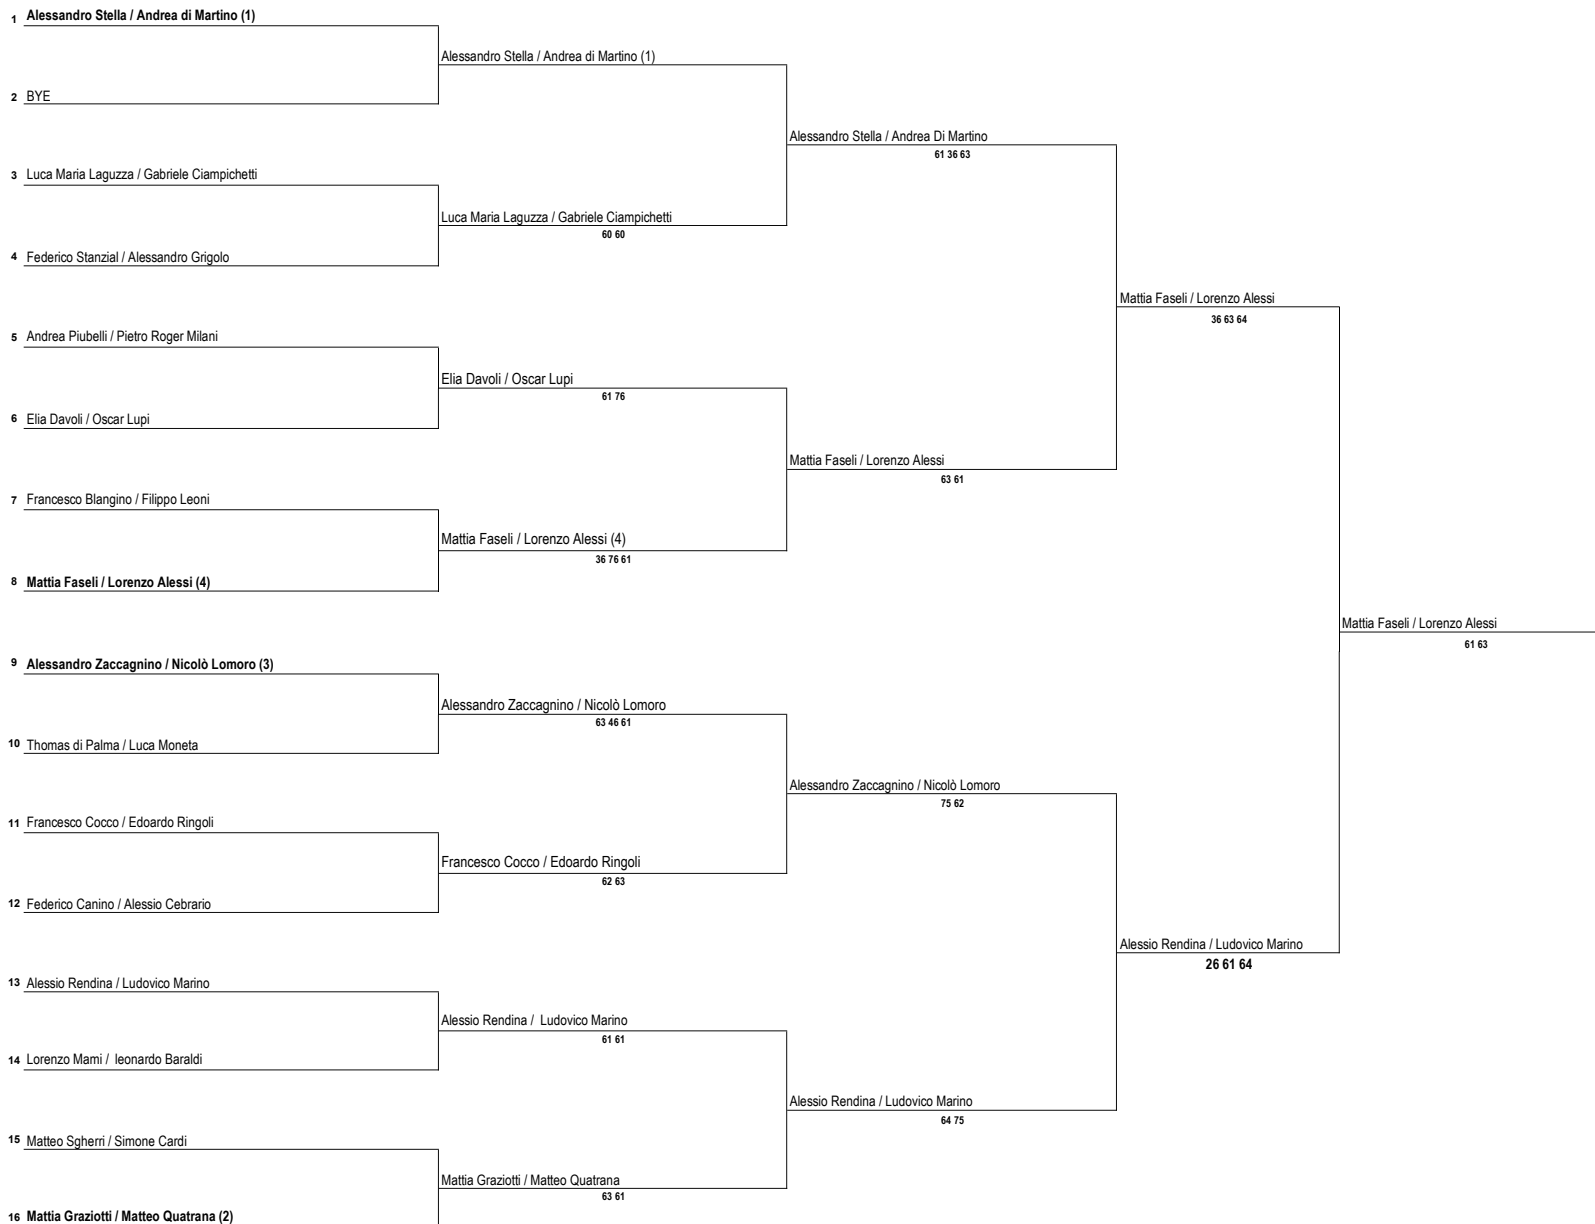 1 Alessandro Stella / Andrea di Martino (1)
Alessandro Stella / Andrea di Martino (1)
2 BYE
Alessandro Stella / Andrea Di Martino
61 36 63
3 Luca Maria Laguzza / Gabriele Ciampichetti
Luca Maria Laguzza / Gabriele Ciampichetti
60 60
4 Federico Stanzial / Alessandro Grigolo
Mattia Faseli / Lorenzo Alessi
36 63 64
5 Andrea Piubelli / Pietro Roger Milani
Elia Davoli / Oscar Lupi
61 76
6 Elia Davoli / Oscar Lupi
Mattia Faseli / Lorenzo Alessi
63 61
7 Francesco Blangino / Filippo Leoni
Mattia Faseli / Lorenzo Alessi (4)
36 76 61
8 Mattia Faseli / Lorenzo Alessi (4)
Mattia Faseli / Lorenzo Alessi
61 63
9 Alessandro Zaccagnino / Nicolò Lomoro (3)
Alessandro Zaccagnino / Nicolò Lomoro
63 46 61
10 Thomas di Palma / Luca Moneta
Alessandro Zaccagnino / Nicolò Lomoro
75 62
11 Francesco Cocco / Edoardo Ringoli
Francesco Cocco / Edoardo Ringoli
62 63
12 Federico Canino / Alessio Cebrario
Alessio Rendina / Ludovico Marino
26 61 64
13 Alessio Rendina / Ludovico Marino
Alessio Rendina / Ludovico Marino
61 61
14 Lorenzo Mami / leonardo Baraldi
Alessio Rendina / Ludovico Marino
64 75
15 Matteo Sgherri / Simone Cardi
Mattia Graziotti / Matteo Quatrana
63 61
16 Mattia Graziotti / Matteo Quatrana (2)